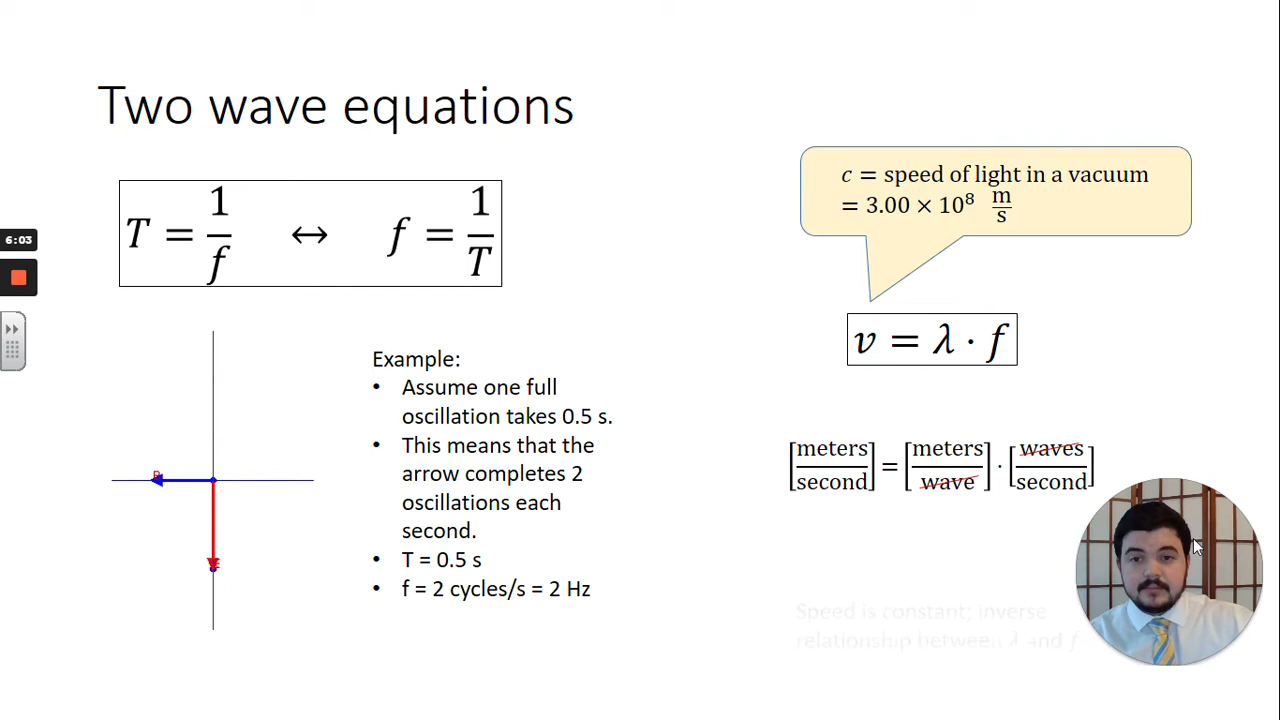 Two wave equations
T = 1/f ↔ f = 1/T
c = speed of light in a vacuum
= 3.00 × 10⁸ m/s
6:03
v = λ · f
Example:
• Assume one full
oscillation takes 0.5 s.
• This means that the
arrow completes 2
oscillations each
second.
• T = 0.5 s
• f = 2 cycles/s = 2 Hz
[meters/second] = [meters/wave] · [waves/second]
B
E
Speed is constant; inverse
relationship between λ and f